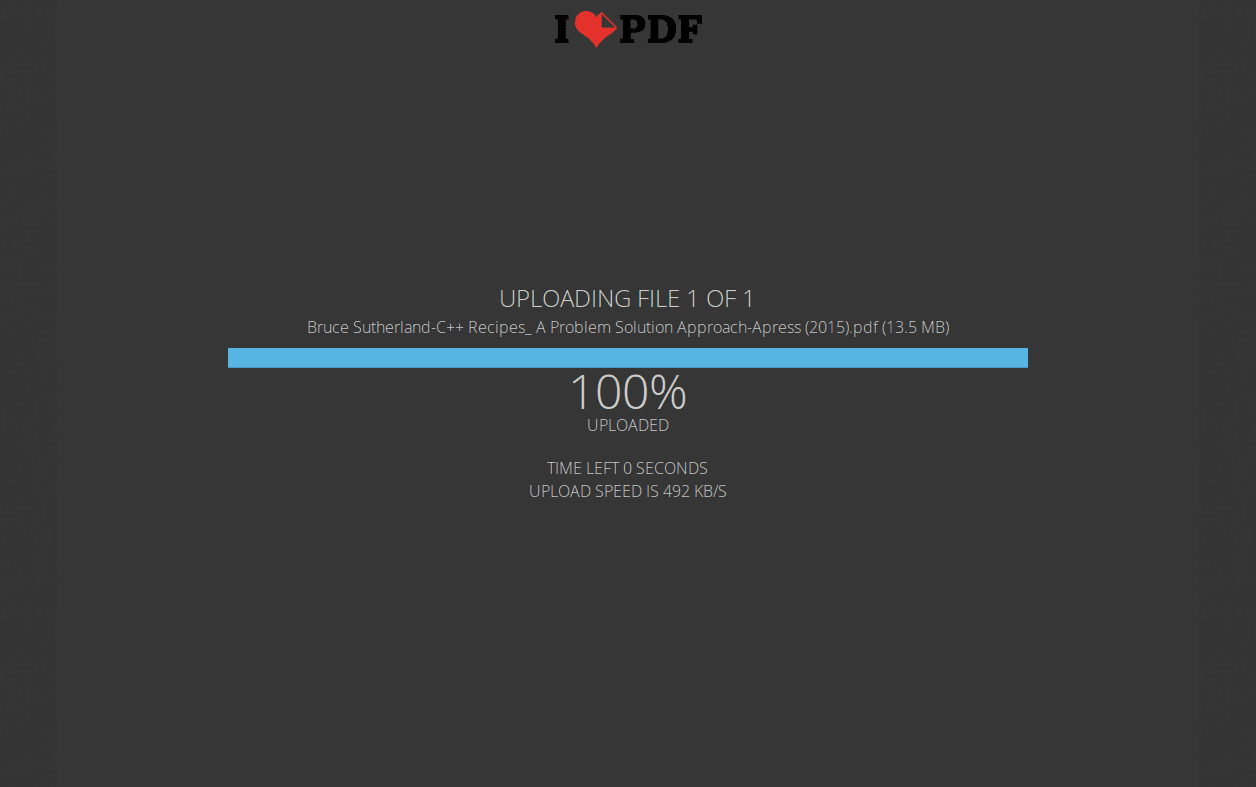 I PDF
UPLOADING FILE 1 OF 1
Bruce Sutherland-C++ Recipes_ A Problem Solution Approach-Apress (2015).pdf (13.5 MB)
100%
UPLOADED
TIME LEFT 0 SECONDS
UPLOAD SPEED IS 492 KB/S